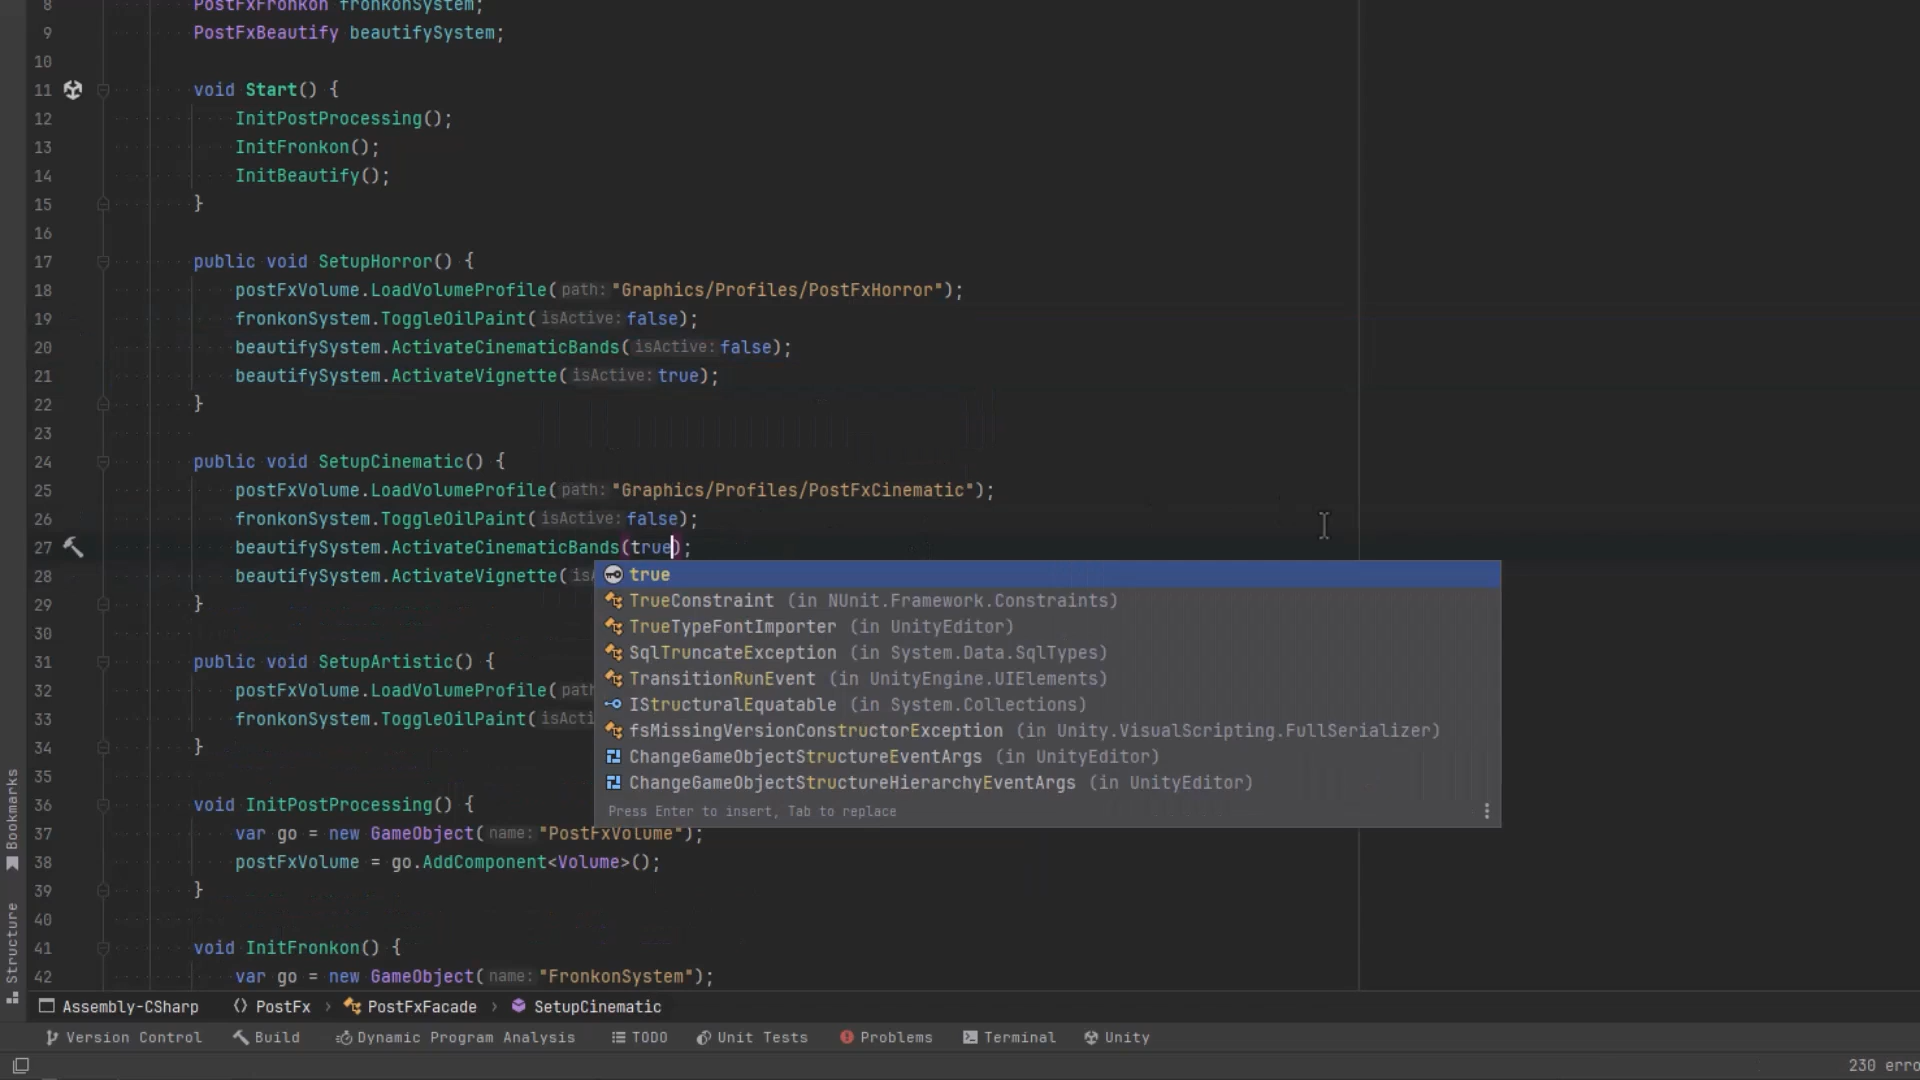 8 PostFxFronkon fronkonSystem;
9 PostFxBeautify beautifySystem;
10
11 void Start() {
12 InitPostProcessing();
13 InitFronkon();
14 InitBeautify();
15 }
16
17 public void SetupHorror() {
18 postFxVolume.LoadVolumeProfile( path: "Graphics/Profiles/PostFxHorror");
19 fronkonSystem.ToggleOilPaint( isActive: false);
20 beautifySystem.ActivateCinematicBands( isActive: false);
21 beautifySystem.ActivateVignette( isActive: true);
22 }
23
24 public void SetupCinematic() {
25 postFxVolume.LoadVolumeProfile( path: "Graphics/Profiles/PostFxCinematic");
26 fronkonSystem.ToggleOilPaint( isActive: false);
27 beautifySystem.ActivateCinematicBands(true);
28 beautifySystem.ActivateVignette(
true
29 }
TrueConstraint (in NUnit.Framework.Constraints)
30 TrueTypeFontImporter (in UnityEditor)
SqlTruncateException (in System.Data.SqlTypes)
31 public void SetupArtistic() {
TransitionRunEvent (in UnityEngine.UIElements)
32 postFxVolume.LoadVolumeProfile( path
IStructuralEquatable (in System.Collections)
33 fronkonSystem.ToggleOilPaint(
fsMissingVersionConstructorException (in Unity.VisualScripting.FullSerializer)
34 }
ChangeGameObjectStructureEventArgs (in UnityEditor)
35
ChangeGameObjectStructureHierarchyEventArgs (in UnityEditor)
36 void InitPostProcessing() {
Press Enter to insert, Tab to replace
37 var go = new GameObject( name: "PostFxVolume");
38 postFxVolume = go.AddComponent<Volume>();
39 }
40
41 void InitFronkon() {
42 var go = new GameObject( name: "FronkonSystem");
Bookmarks
Structure
Assembly-CSharp PostFx PostFxFacade SetupCinematic
Version Control Build Dynamic Program Analysis TODO Unit Tests Problems Terminal Unity
230 erro